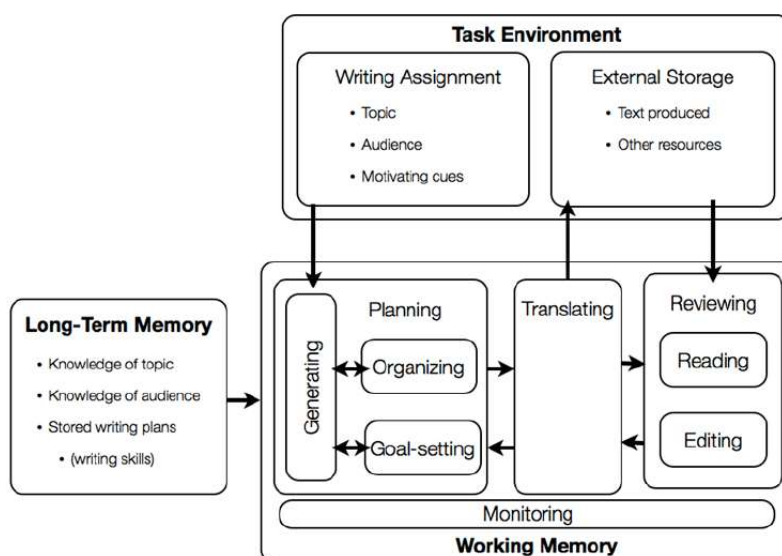 Task Environment
Writing Assignment
• Topic
• Audience
• Motivating cues
External Storage
• Text produced
• Other resources
Long-Term Memory
• Knowledge of topic
• Knowledge of audience
• Stored writing plans
• (writing skills)
Planning
Generating
Organizing
Goal-setting
Translating
Reviewing
Reading
Editing
Monitoring
Working Memory